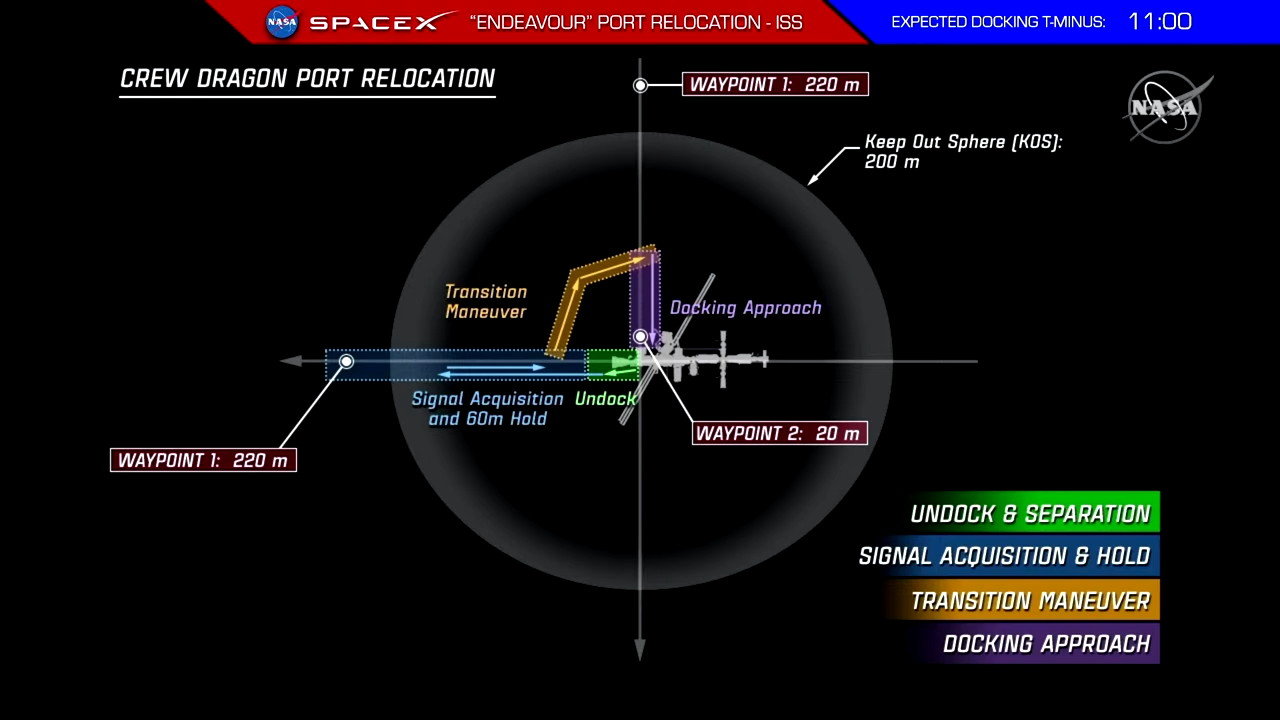 NASA SPACEX "ENDEAVOUR" PORT RELOCATION - ISS EXPECTED DOCKING T-MINUS: 11:00
CREW DRAGON PORT RELOCATION
WAYPOINT 1: 220 m
NASA
Keep Out Sphere [KOS]:
200 m
Transition
Maneuver
Docking Approach
Signal Acquisition
and 60m Hold
Undock
WAYPOINT 2: 20 m
WAYPOINT 1: 220 m
UNDOCK & SEPARATION
SIGNAL ACQUISITION & HOLD
TRANSITION MANEUVER
DOCKING APPROACH